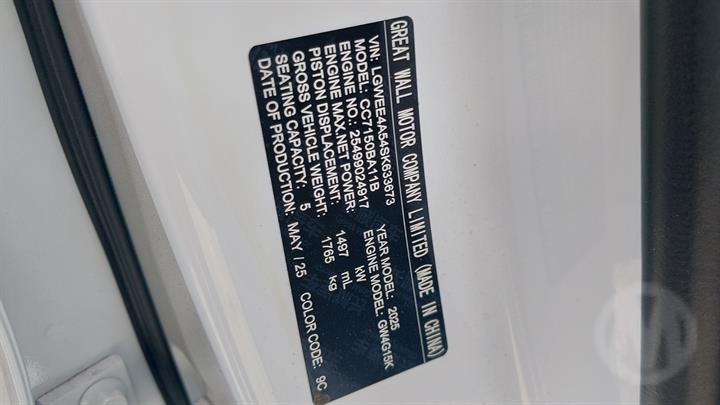 GREAT WALL MOTOR COMPANY LIMITED (MADE IN CHINA)
VIN: LGWEE4A54SK633673
MODEL: CC7150BA11B YEAR MODEL: 2025
ENGINE NO.: 25499024917 ENGINE MODEL: GW4G15K
ENGINE MAX.NET POWER: kW
PISTON DISPLACEMENT: 1497 mL
GROSS VEHICLE WEIGHT: 1765 kg
SEATING CAPACITY: 5
DATE OF PRODUCTION: MAY / 25 COLOR CODE: 9C